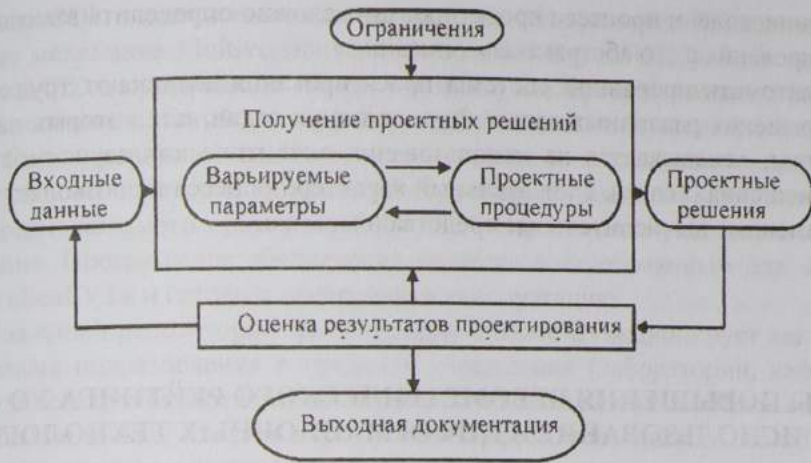 Ограничения
Получение проектных решений
Входные
данные
Варьируемые
параметры
Проектные
процедуры
Проектные
решения
Оценка результатов проектирования
Выходная документация